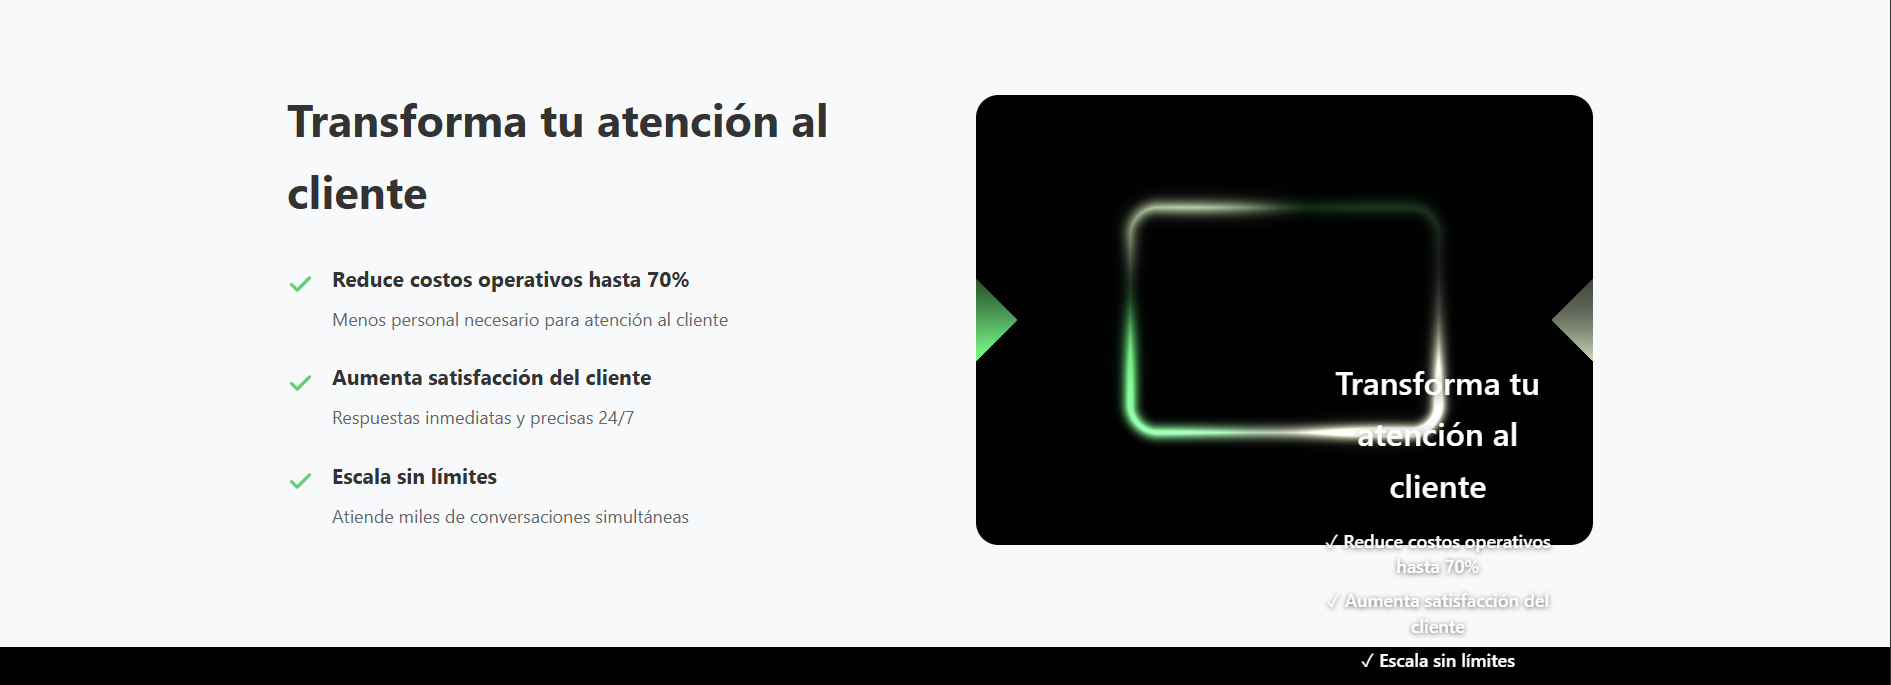 Transforma tu atención al
cliente
Reduce costos operativos hasta 70%
Menos personal necesario para atención al cliente
Aumenta satisfacción del cliente
Respuestas inmediatas y precisas 24/7
Escala sin límites
Atiende miles de conversaciones simultáneas
Transforma tu
atención al
cliente
✓ Reduce costos operativos
hasta 70%
✓ Aumenta satisfacción del
cliente
✓ Escala sin límites